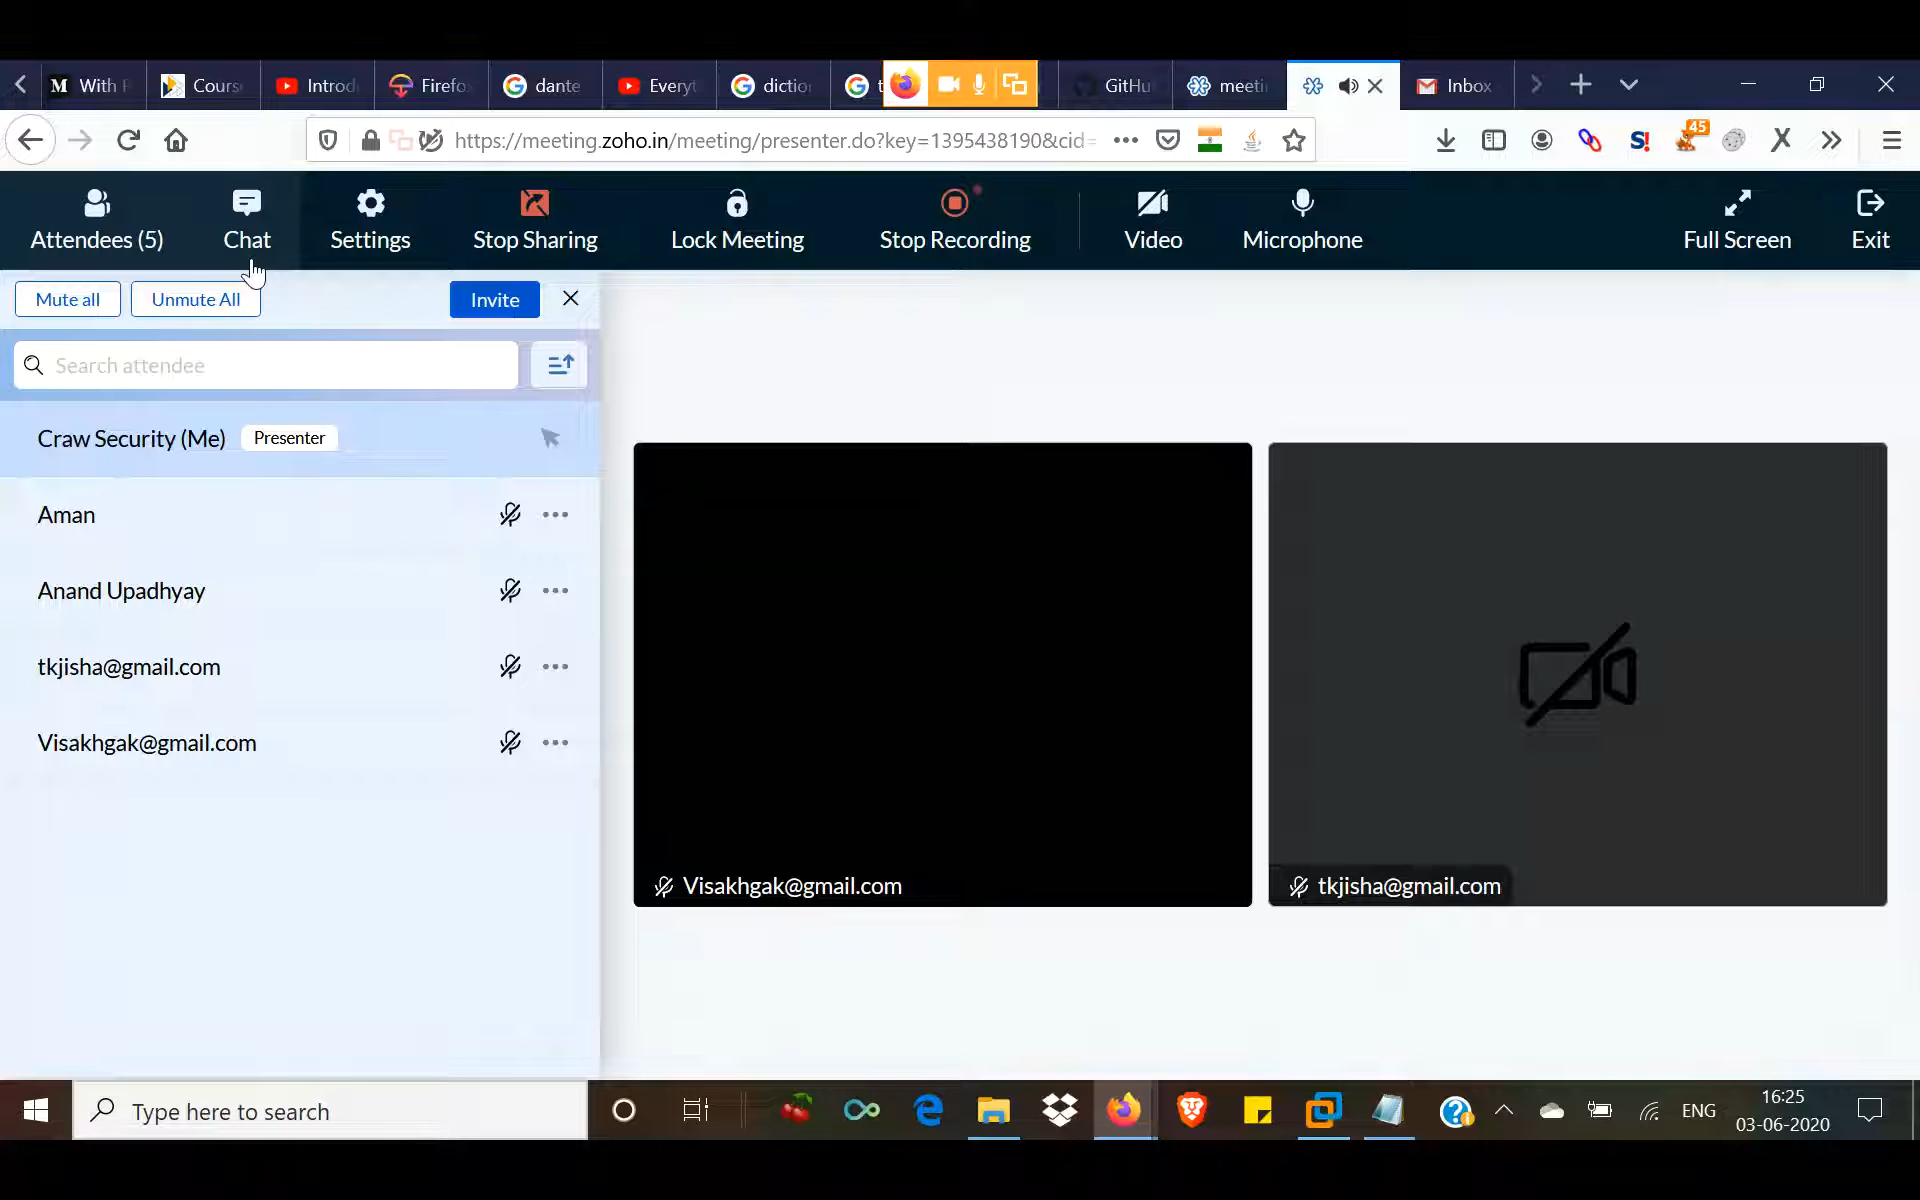 With
Cours
Introd
Firefo
dante
Everyt
dictio
GitHu
meeti
Inbox
https://meeting.zoho.in/meeting/presenter.do?key=1395438190&cid=
S!
45
X
Attendees (5)
Chat
Settings
Stop Sharing
Lock Meeting
Stop Recording
Video
Microphone
Full Screen
Exit
Mute all
Unmute All
Invite
Search attendee
Craw Security (Me)
Presenter
Aman
Anand Upadhyay
tkjisha@gmail.com
Visakhgak@gmail.com
Visakhgak@gmail.com
tkjisha@gmail.com
Type here to search
ENG
16:25
03-06-2020